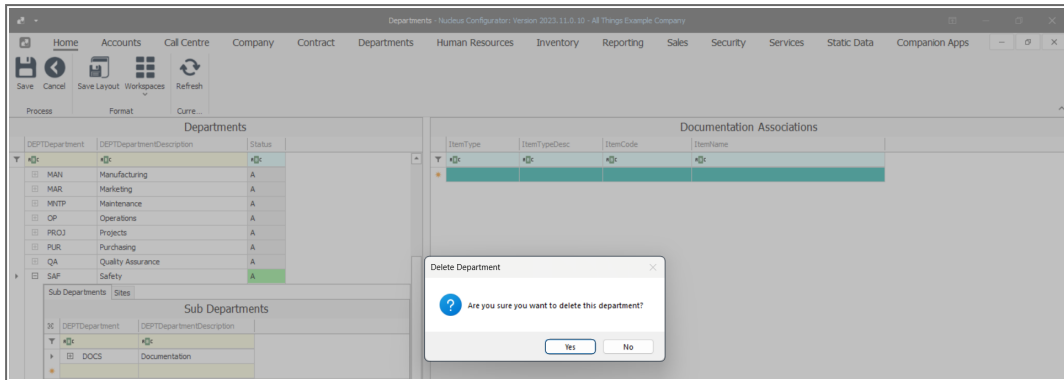 Departments - Nucleus Configurator: Version 2023.11.0.10 - All Things Example Company
Home Accounts Call Centre Company Contract Departments Human Resources Inventory Reporting Sales Security Services Static Data Companion Apps
Save Cancel Save Layout Workspaces Refresh
Process Format Curre...
Departments
DEPTDepartment DEPTDepartmentDescription Status
MAN Manufacturing A
MAR Marketing A
MNTP Maintenance A
OP Operations A
PROJ Projects A
PUR Purchasing A
QA Quality Assurance A
SAF Safety A
Sub Departments Sites
Sub Departments
DEPTDepartment DEPTDepartmentDescription
DOCS Documentation
Documentation Associations
ItemType ItemTypeDesc ItemCode ItemName
Delete Department
Are you sure you want to delete this department?
Yes No